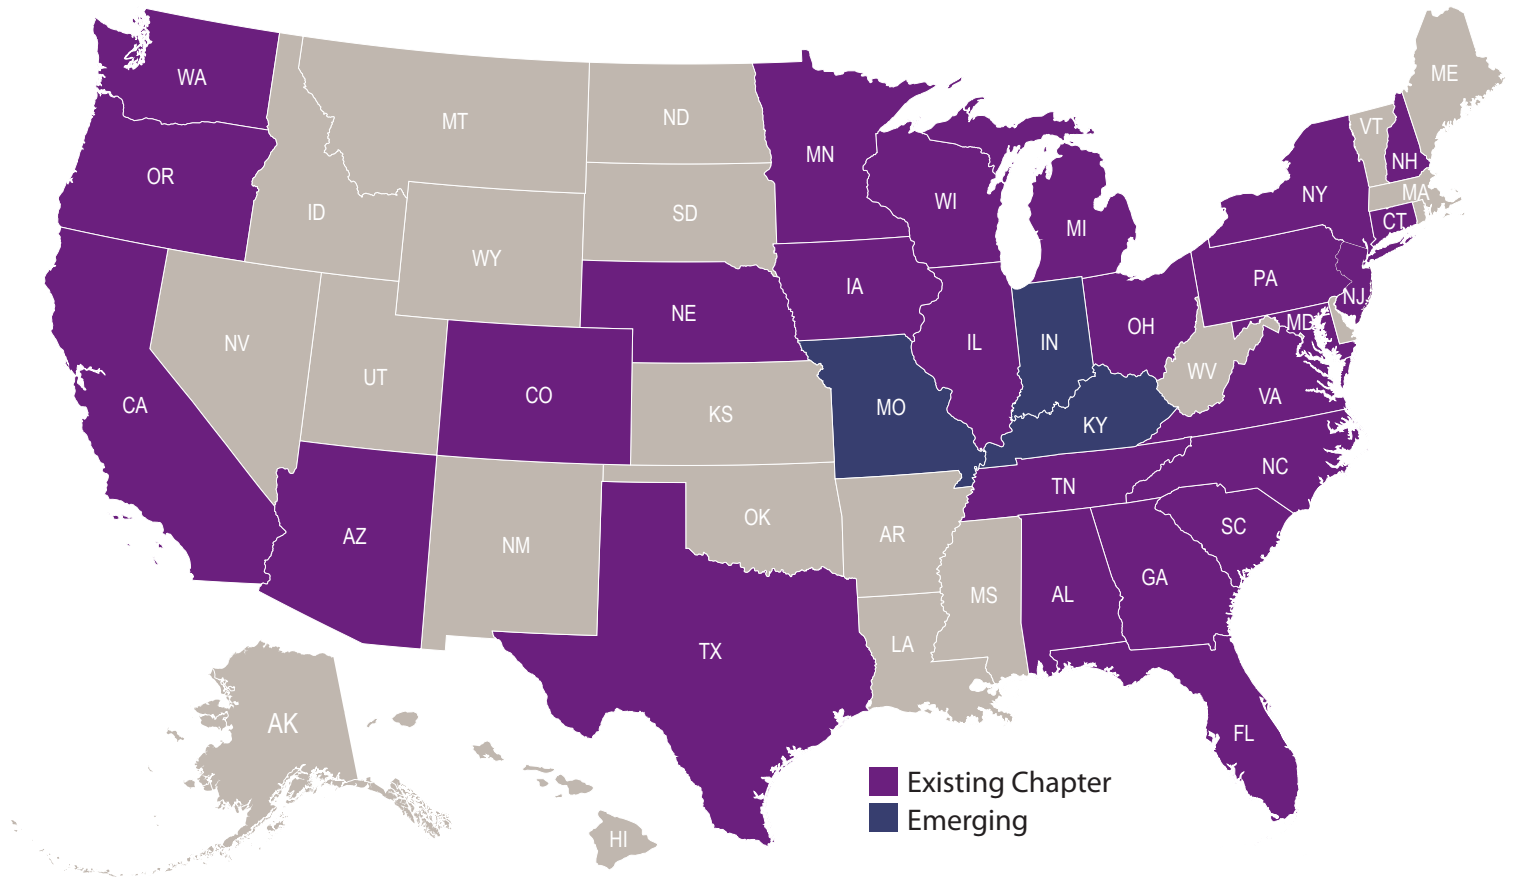 WA
MT
ND
MN
ME
VT
NH
OR
ID
SD
WI
MI
NY
MA
CT
WY
IA
PA
NE
NJ
NV
IL
IN
OH
MD
UT
CO
WV
CA
KS
MO
KY
VA
TN
NC
AZ
NM
OK
AR
SC
MS
AL
GA
TX
LA
AK
FL
HI
Existing Chapter
Emerging